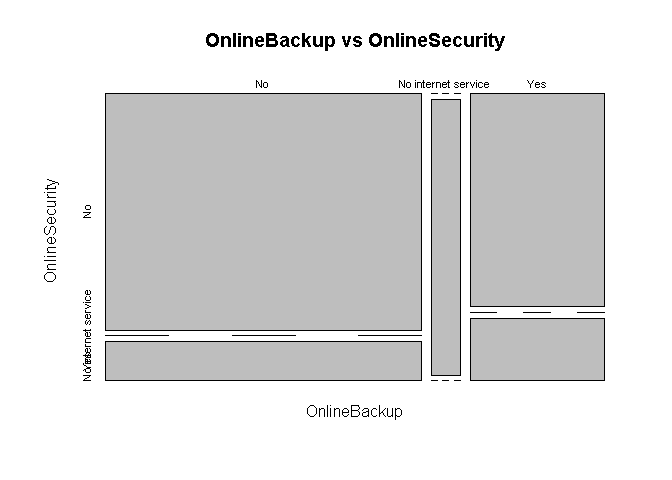 OnlineBackup vs OnlineSecurity
No
No internet service
Yes
OnlineSecurity
No
No internet service
Yes
OnlineBackup